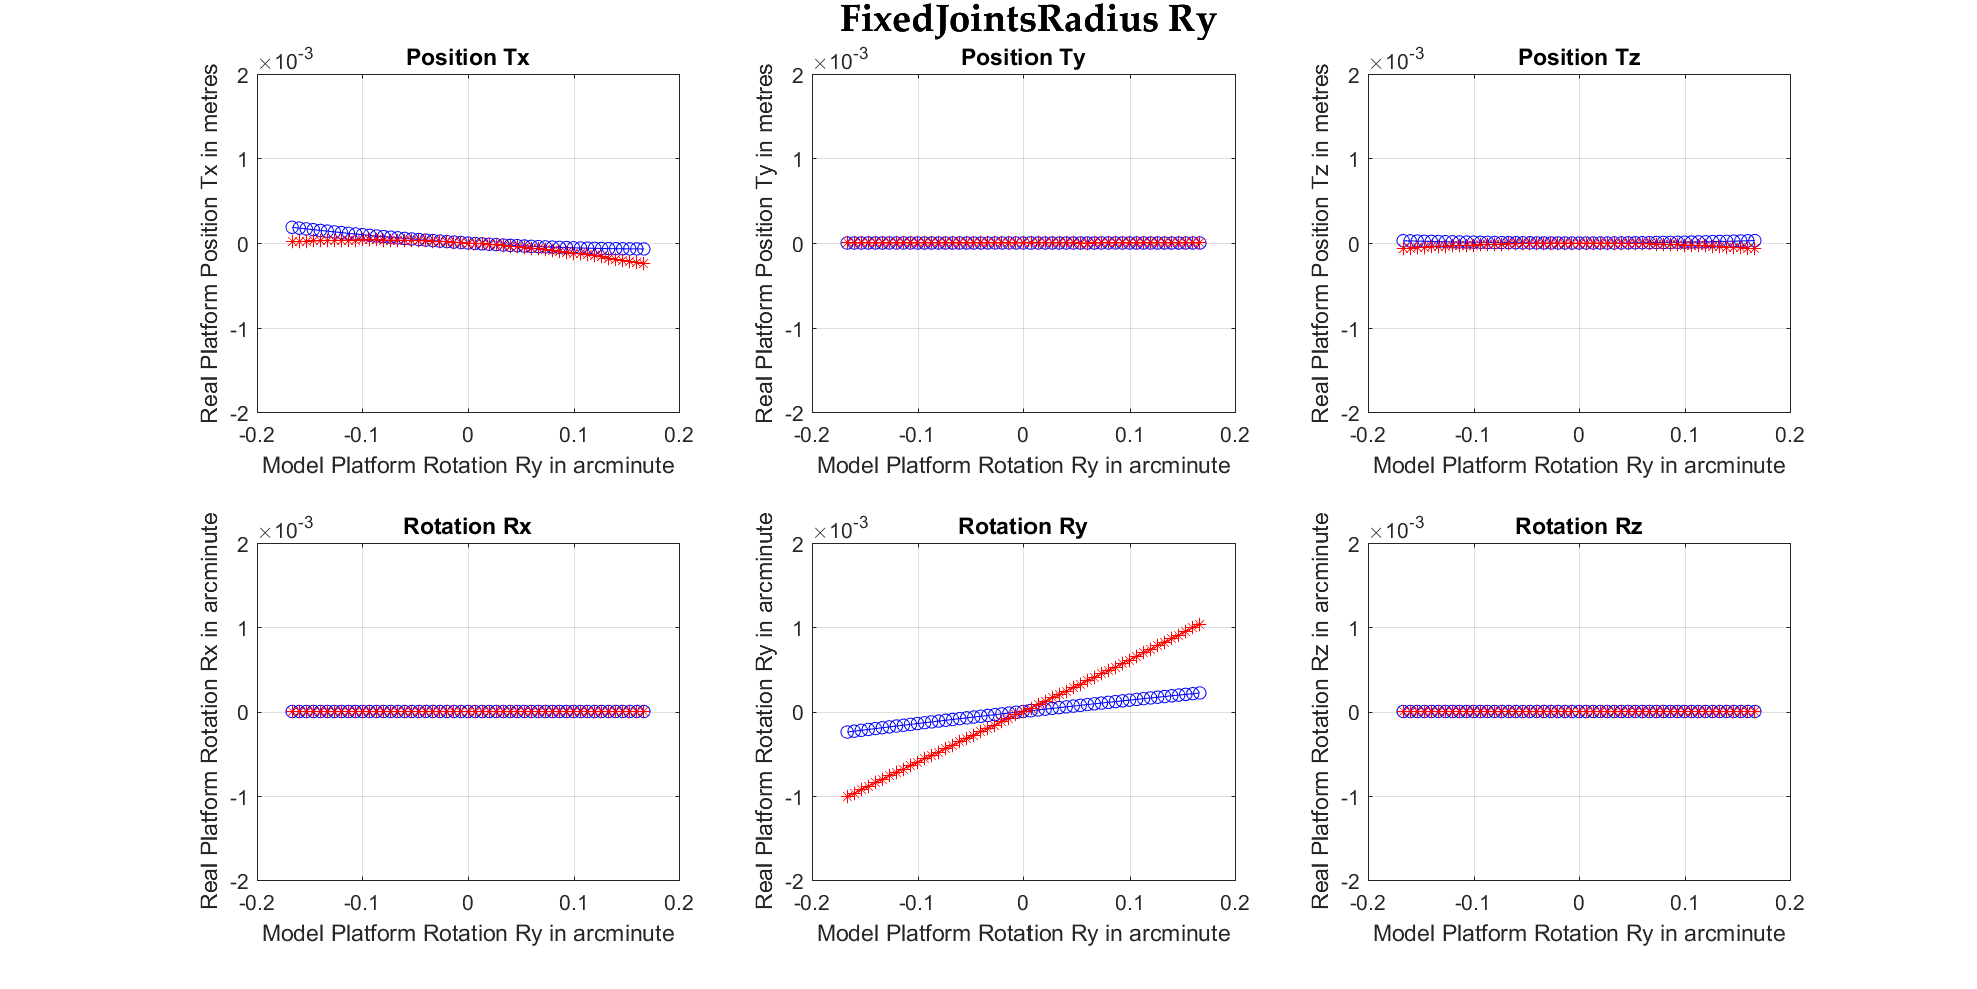 FixedJointsRadius Ry
Position Tx
Position Ty
Position Tz
×10-3
×10-3
×10-3
Real Platform Position Tx in metres
2
1
0
-1
-2
-0.2 -0.1 0 0.1 0.2
Model Platform Rotation Ry in arcminute
Real Platform Position Ty in metres
2
1
0
-1
-2
-0.2 -0.1 0 0.1 0.2
Model Platform Rotation Ry in arcminute
Real Platform Position Tz in metres
2
1
0
-1
-2
-0.2 -0.1 0 0.1 0.2
Model Platform Rotation Ry in arcminute
Rotation Rx
Rotation Ry
Rotation Rz
×10-3
×10-3
×10-3
Real Platform Rotation Rx in arcminute
2
1
0
-1
-2
-0.2 -0.1 0 0.1 0.2
Model Platform Rotation Ry in arcminute
Real Platform Rotation Ry in arcminute
2
1
0
-1
-2
-0.2 -0.1 0 0.1 0.2
Model Platform Rotation Ry in arcminute
Real Platform Rotation Rz in arcminute
2
1
0
-1
-2
-0.2 -0.1 0 0.1 0.2
Model Platform Rotation Ry in arcminute